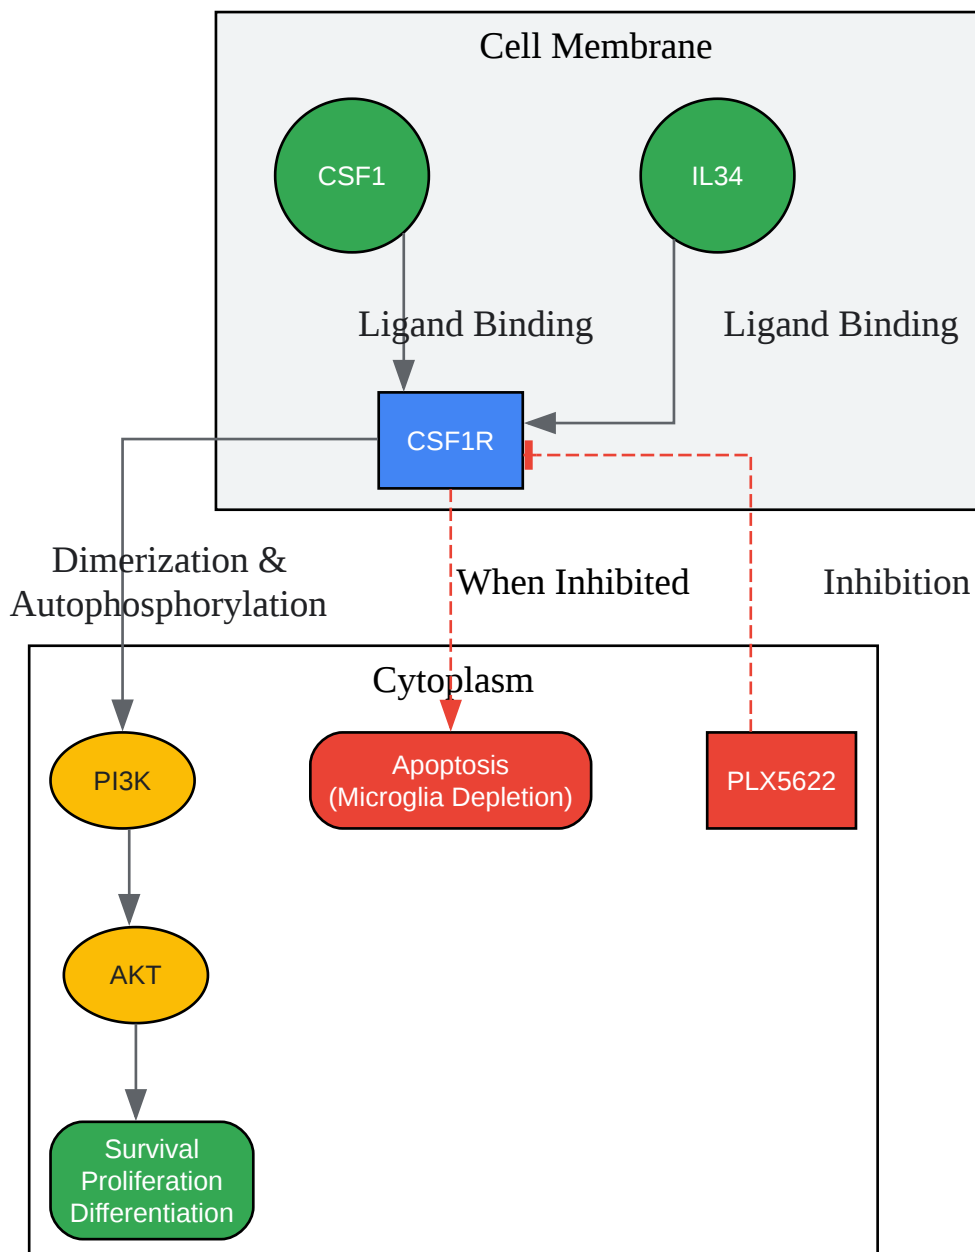 Cell Membrane
CSF1
IL34
Ligand Binding
Ligand Binding
CSF1R
Dimerization &
Autophosphorylation
When Inhibited
Inhibition
Cytoplasm
PI3K
Apoptosis
(Microglia Depletion)
PLX5622
AKT
Survival
Proliferation
Differentiation